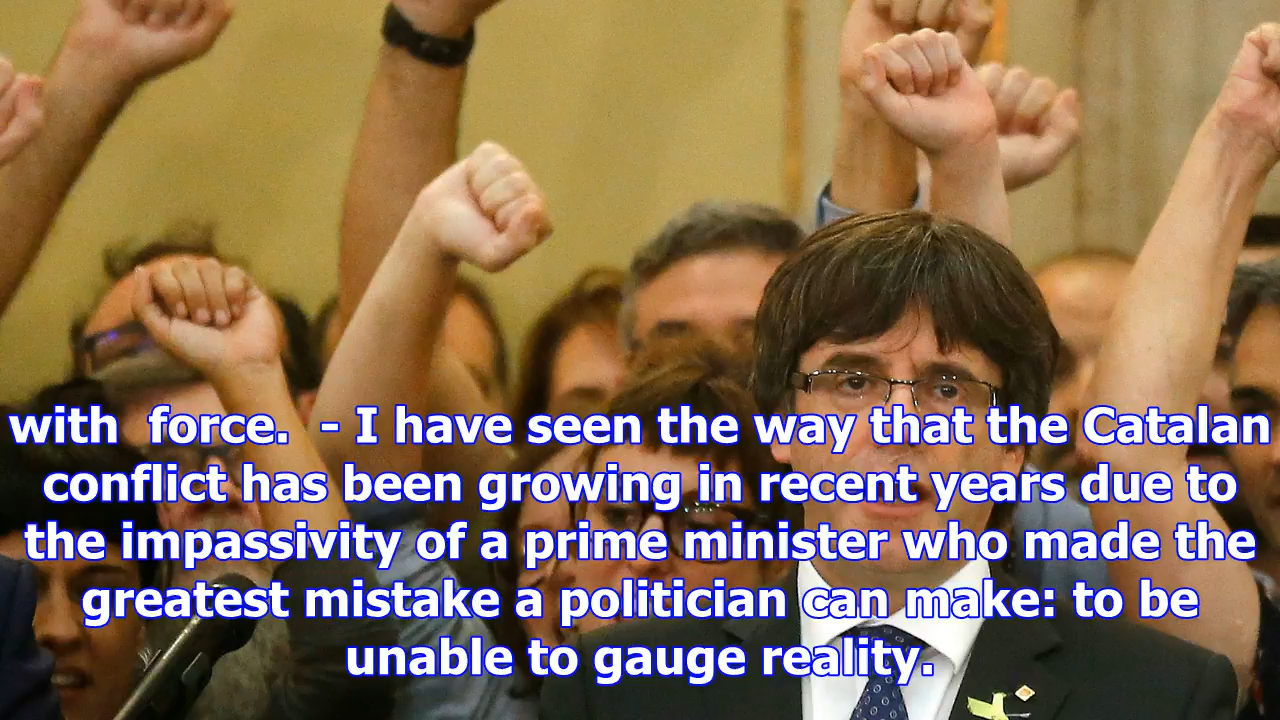 with  force.  - I have seen the way that the Catalan
conflict has been growing in recent years due to
the impassivity of a prime minister who made the
greatest mistake a politician can make: to be
unable to gauge reality.